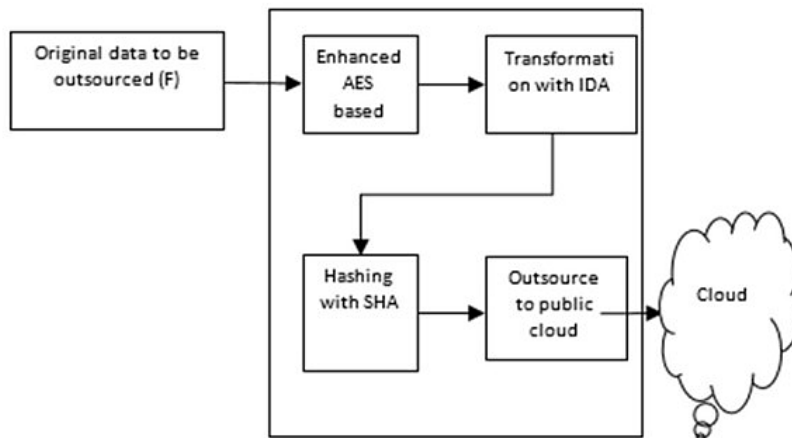 Original data to be
outsourced (F)
Enhanced
AES
based
Transformati
on with IDA
Hashing
with SHA
Outsource
to public
cloud
Cloud